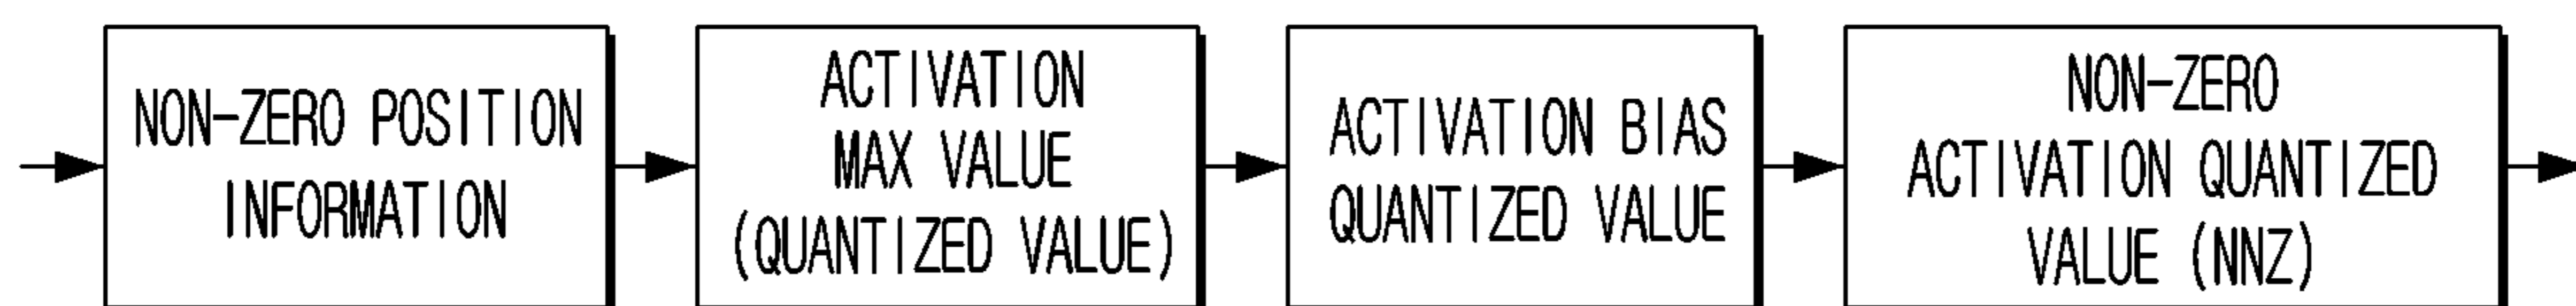 NON-ZERO POSITION
INFORMATION
ACTIVATION
MAX VALUE
(QUANTIZED VALUE)
ACTIVATION BIAS
QUANTIZED VALUE
NON-ZERO
ACTIVATION QUANTIZED
VALUE (NNZ)